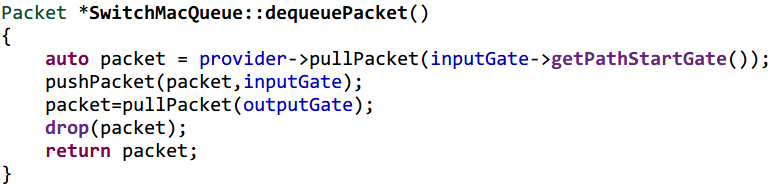 Packet *SwitchMacQueue::dequeuePacket()
{
    auto packet = provider->pullPacket(inputGate->getPathStartGate());
    pushPacket(packet,inputGate);
    packet=pullPacket(outputGate);
    drop(packet);
    return packet;
}